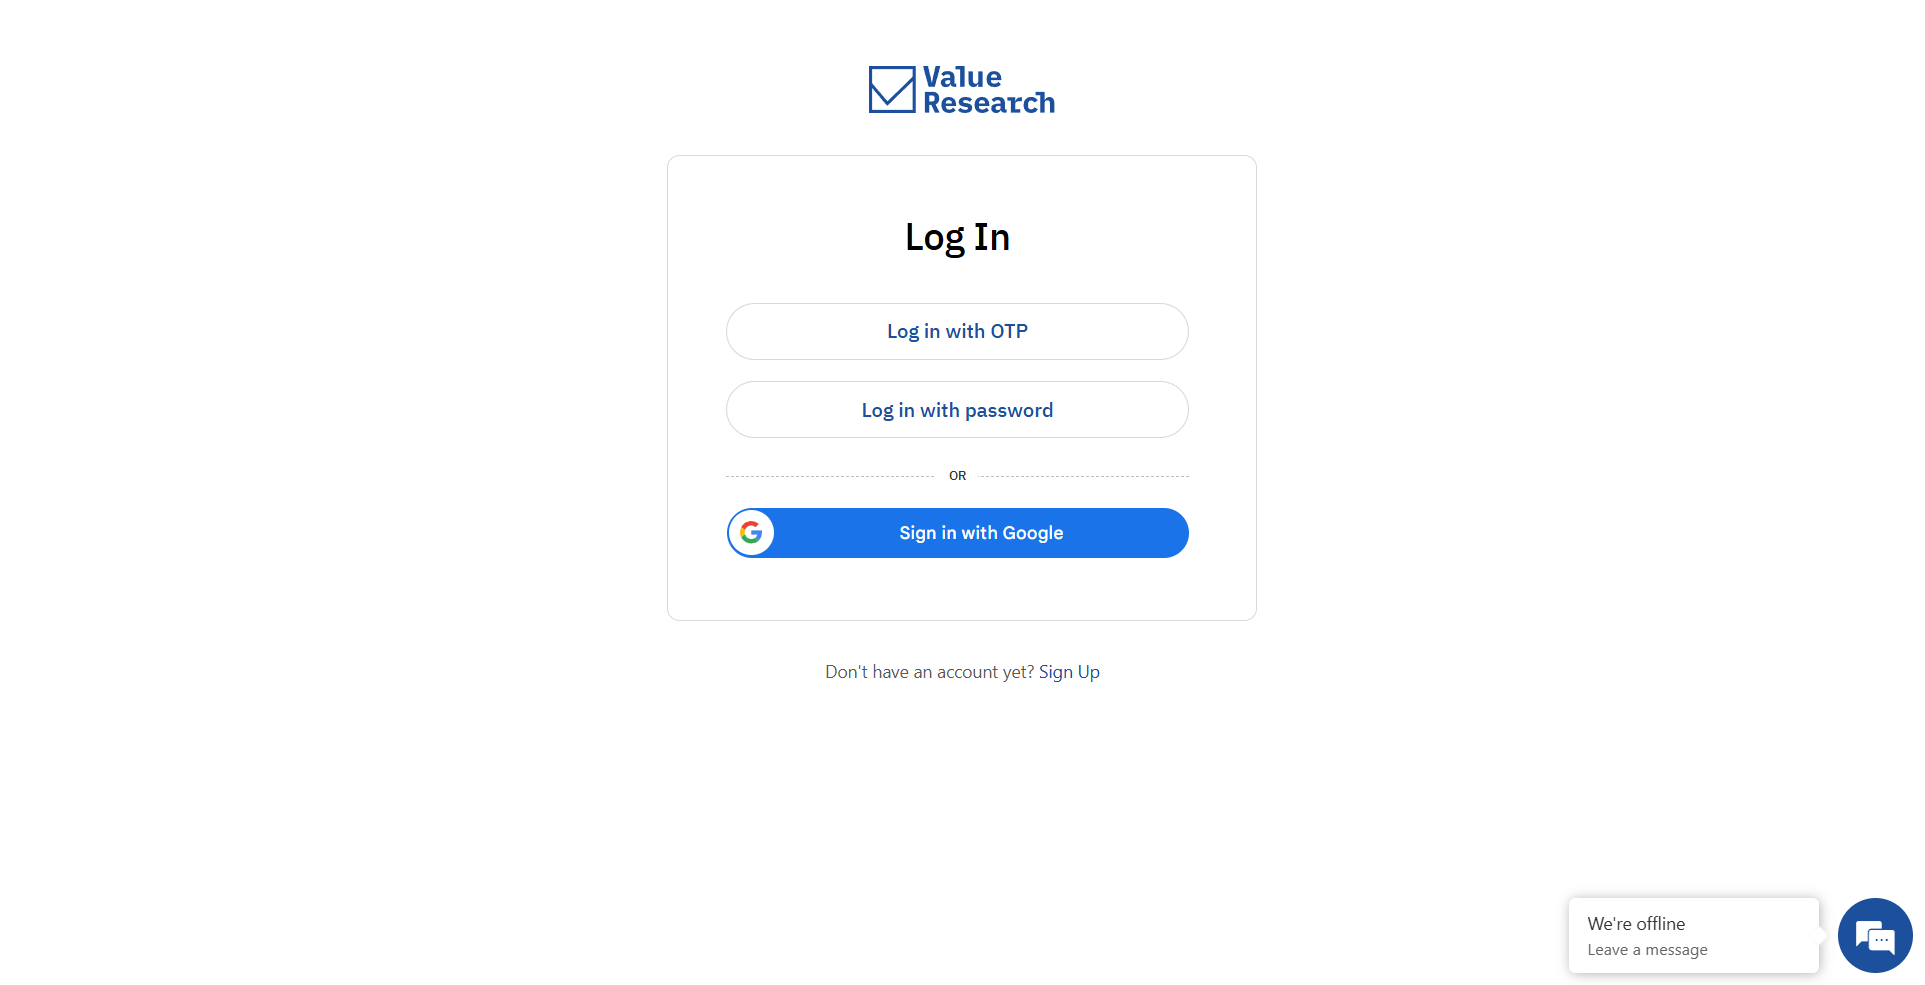 Value
Research
Log In
Log in with OTP
Log in with password
OR
Sign in with Google
Don't have an account yet? Sign Up
We're offline
Leave a message